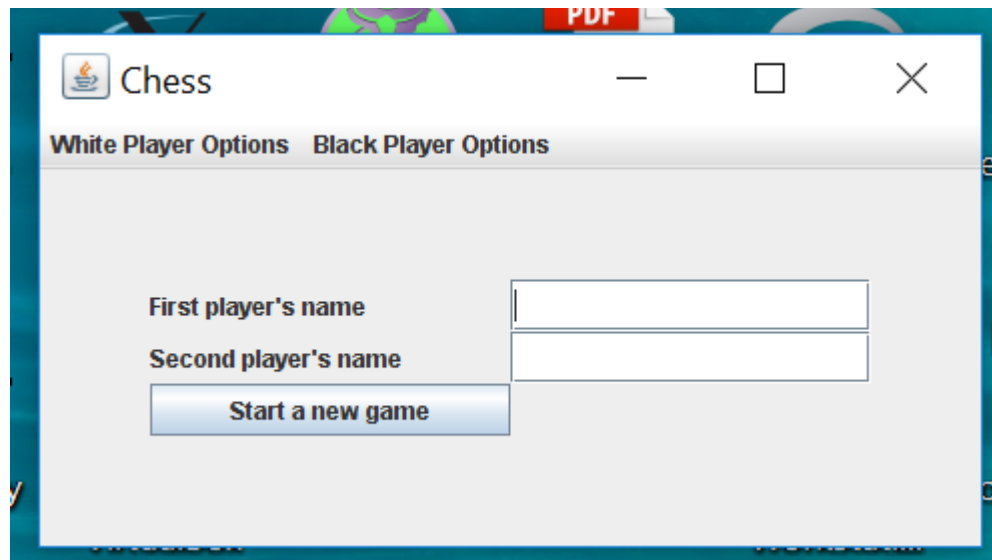 PDF
Chess
White Player Options Black Player Options
First player's name
Second player's name
Start a new game